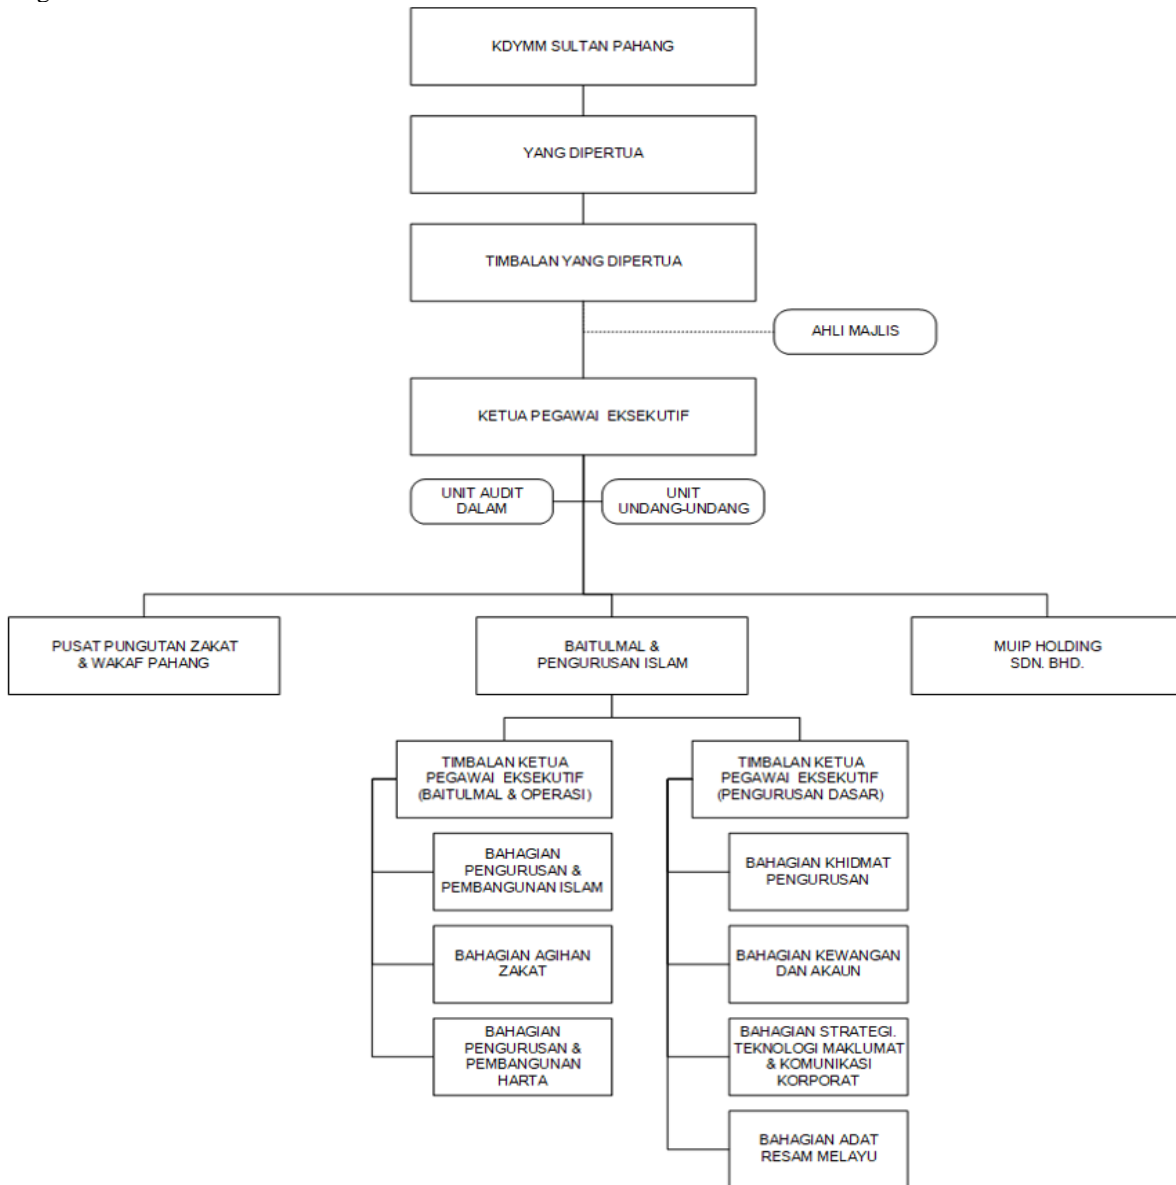 KDYMM SULTAN PAHANG
YANG DIPERTUA
TIMBALAN YANG DIPERTUA
AHLI MAJLIS
KETUA PEGAWAI EKSEKUTIF
UNIT AUDIT
DALAM
UNIT
UNDANG-UNDANG
PUSAT PUNGUTAN ZAKAT
& WAKAF PAHANG
BAITULMAL &
PENGURUSAN ISLAM
MUIP HOLDING
SDN. BHD.
TIMBALAN KETUA
PEGAWAI EKSEKUTIF
(BAITULMAL & OPERASI)
BAHAGIAN
PENGURUSAN &
PEMBANGUNAN ISLAM
BAHAGIAN AGIHAN
ZAKAT
BAHAGIAN
PENGURUSAN &
PEMBANGUNAN
HARTA
TIMBALAN KETUA
PEGAWAI EKSEKUTIF
(PENGURUSAN DASAR)
BAHAGIAN KHIDMAT
PENGURUSAN
BAHAGIAN KEWANGAN
DAN AKAUN
BAHAGIAN STRATEGI.
TEKNOLOGI MAKLUMAT
& KOMUNIKASI
KORPORAT
BAHAGIAN ADAT
RESAM MELAYU